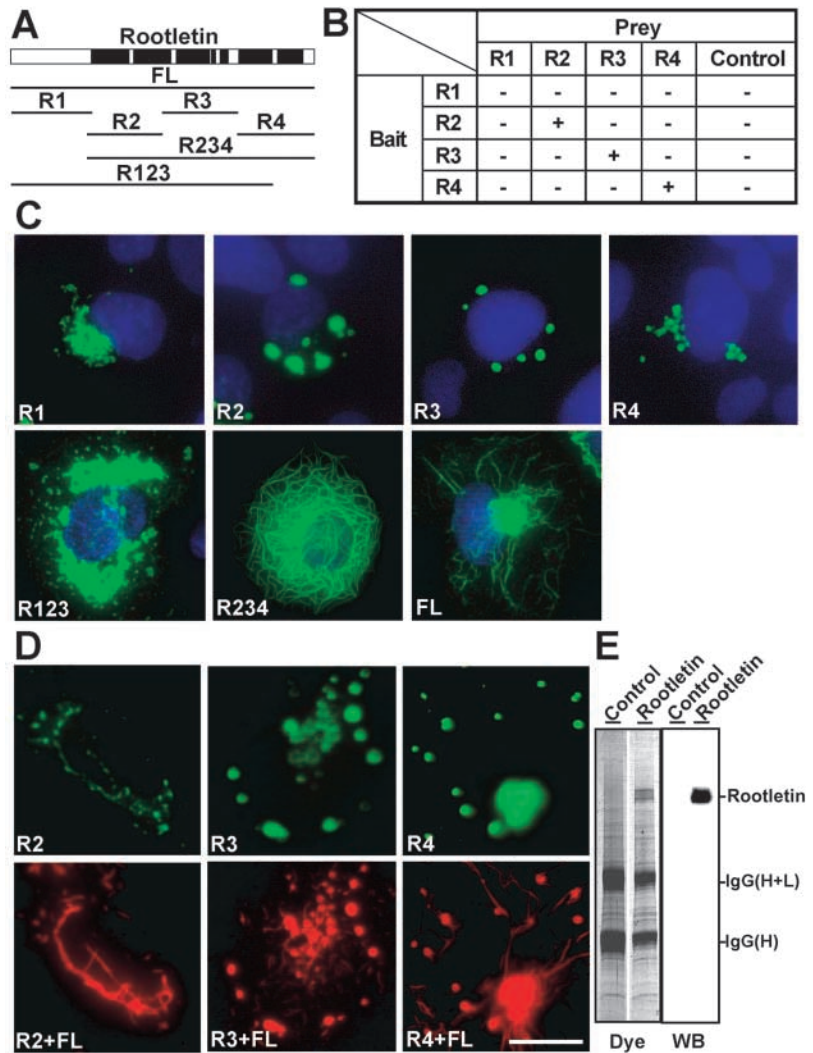 A
Rootletin
FL
R1 R3
R2 R4
R234
R123
B
Prey
R1 R2 R3 R4 Control
Bait
R1 - - - - -
R2 - + - - -
R3 - - + - -
R4 - - - + -
C
R1 R2 R3 R4
R123 R234 FL
D
R2 R3 R4
R2+FL R3+FL R4+FL
E
Control Rootletin Control Rootletin
-Rootletin
-IgG(H+L)
-IgG(H)
Dye WB